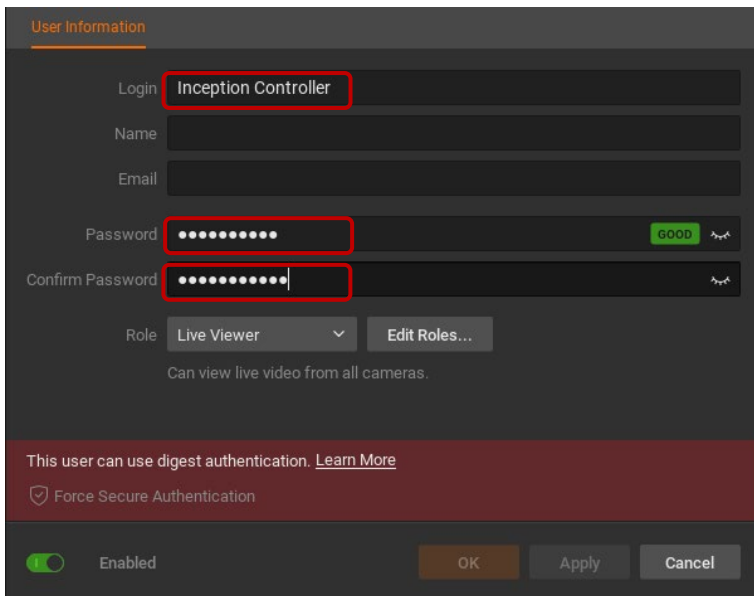 User Information
Login Inception Controller
Name
Email
Password •••••••••• GOOD
Confirm Password •••••••••••
Role Live Viewer Edit Roles...
Can view live video from all cameras.
This user can use digest authentication. Learn More
Force Secure Authentication
Enabled OK Apply Cancel